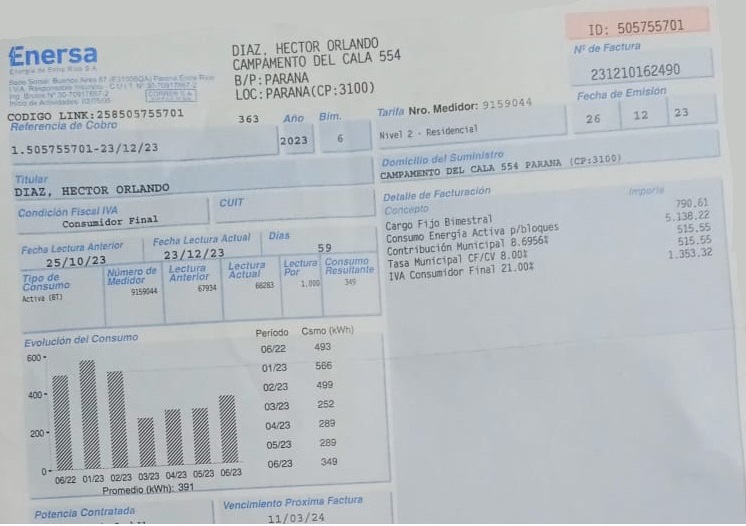 Enersa
Energía de Entre Ríos S.A.
DIAZ, HECTOR ORLANDO
CAMPAMENTO DEL CALA 554
B/P:PARANA
LOC:PARANA(CP:3100)
ID: 505755701
Nº de Factura
231210162490
Fecha de Emisión
26 12 23
CODIGO LINK:258505755701
363
Referencia de Cobro
1.505755701-23/12/23
Año Bim.
2023 6
Tarifa Nro. Medidor: 9159044
Nivel 2 - Residencial
Titular
DIAZ, HECTOR ORLANDO
Domicilio del Suministro
CAMPAMENTO DEL CALA 554 PARANA (CP:3100)
Condición Fiscal IVA
Consumidor Final
CUIT
Detalle de Facturación
Concepto Importe
Cargo Fijo Bimestral 790.61
Consumo Energía Activa p/bloques 5.138.22
Contribución Municipal 8.6956% 515.55
Tasa Municipal CF/CV 8.00% 515.55
IVA Consumidor Final 21.00% 1.353.32
Fecha Lectura Anterior Fecha Lectura Actual Días
25/10/23 23/12/23 59
Tipo de Consumo Número de Medidor Lectura Anterior Lectura Actual Lectura Por Consumo Resultante
Activa (BT) 9159044 67934 68283 1.000 349
Evolución del Consumo
Período Csmo (kWh)
06/22 493
01/23 566
02/23 499
03/23 252
04/23 289
05/23 289
06/23 349
600
400
200
0
06/22 01/23 02/23 03/23 04/23 05/23 06/23
Promedio (kWh): 391
Potencia Contratada
Vencimiento Proxima Factura
11/03/24